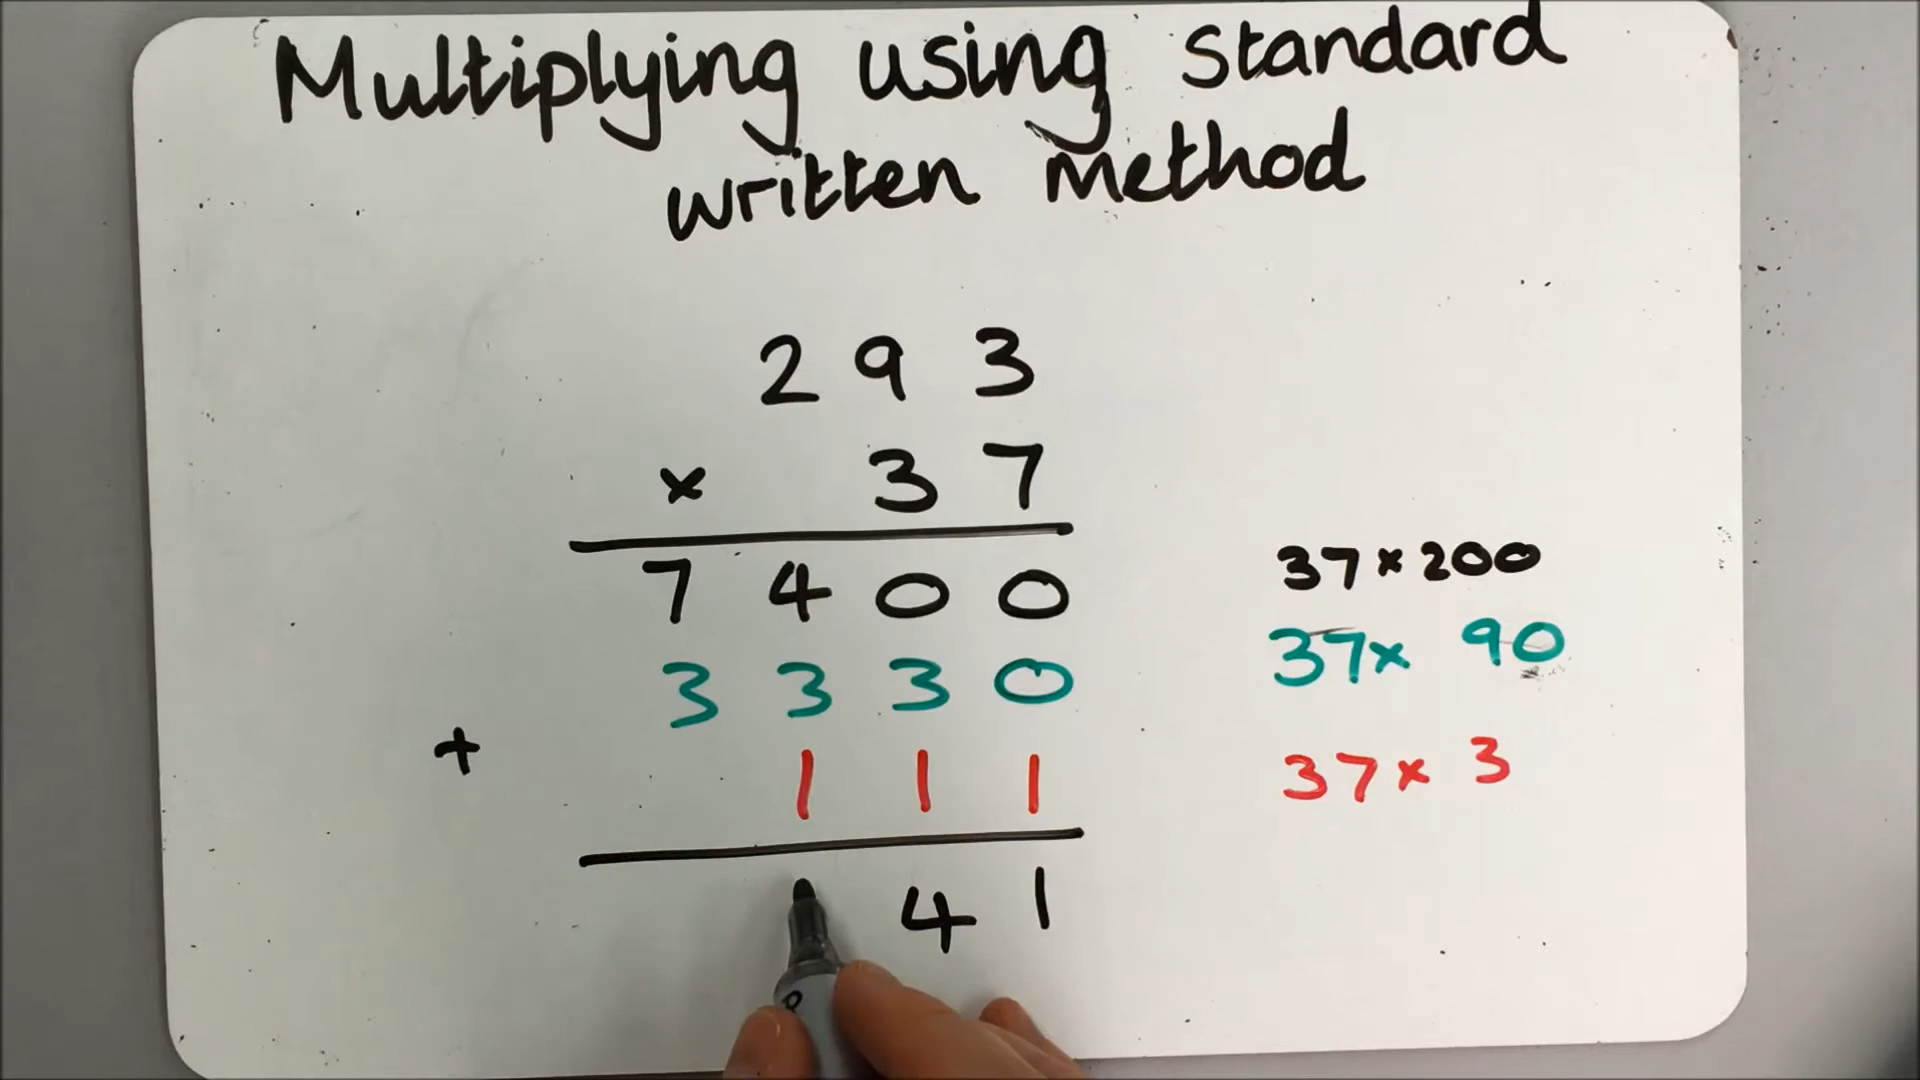 Multiplying using standard
written method
2 9 3
× 3 7
7 4 0 0
37×200
3 3 3 0
37× 90
+ 1 1 1
37× 3
4 1